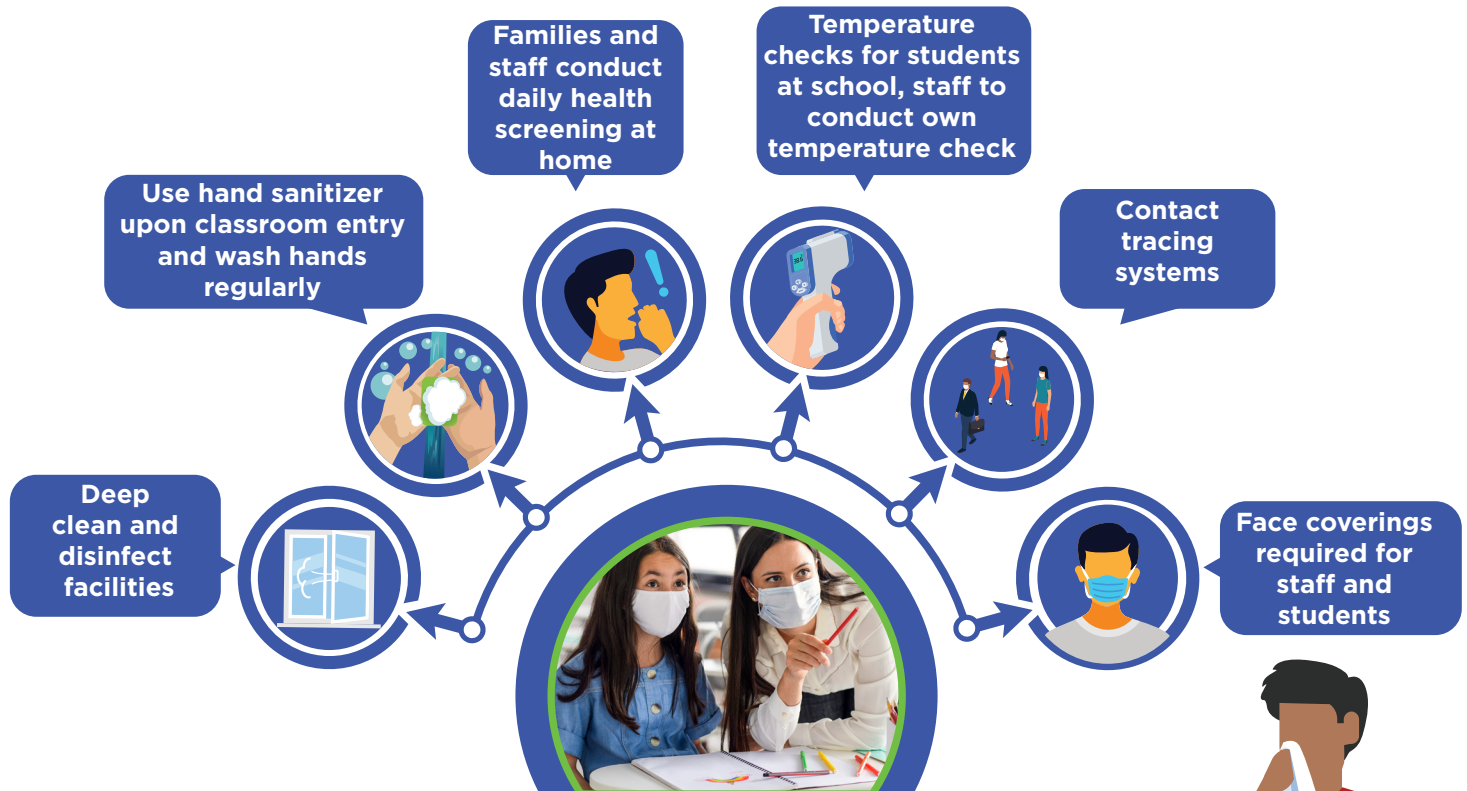 Families and
staff conduct
daily health
screening at
home
Temperature
checks for students
at school, staff to
conduct own
temperature check
Use hand sanitizer
upon classroom entry
and wash hands
regularly
Contact
tracing
systems
Deep
clean and
disinfect
facilities
Face coverings
required for
staff and
students